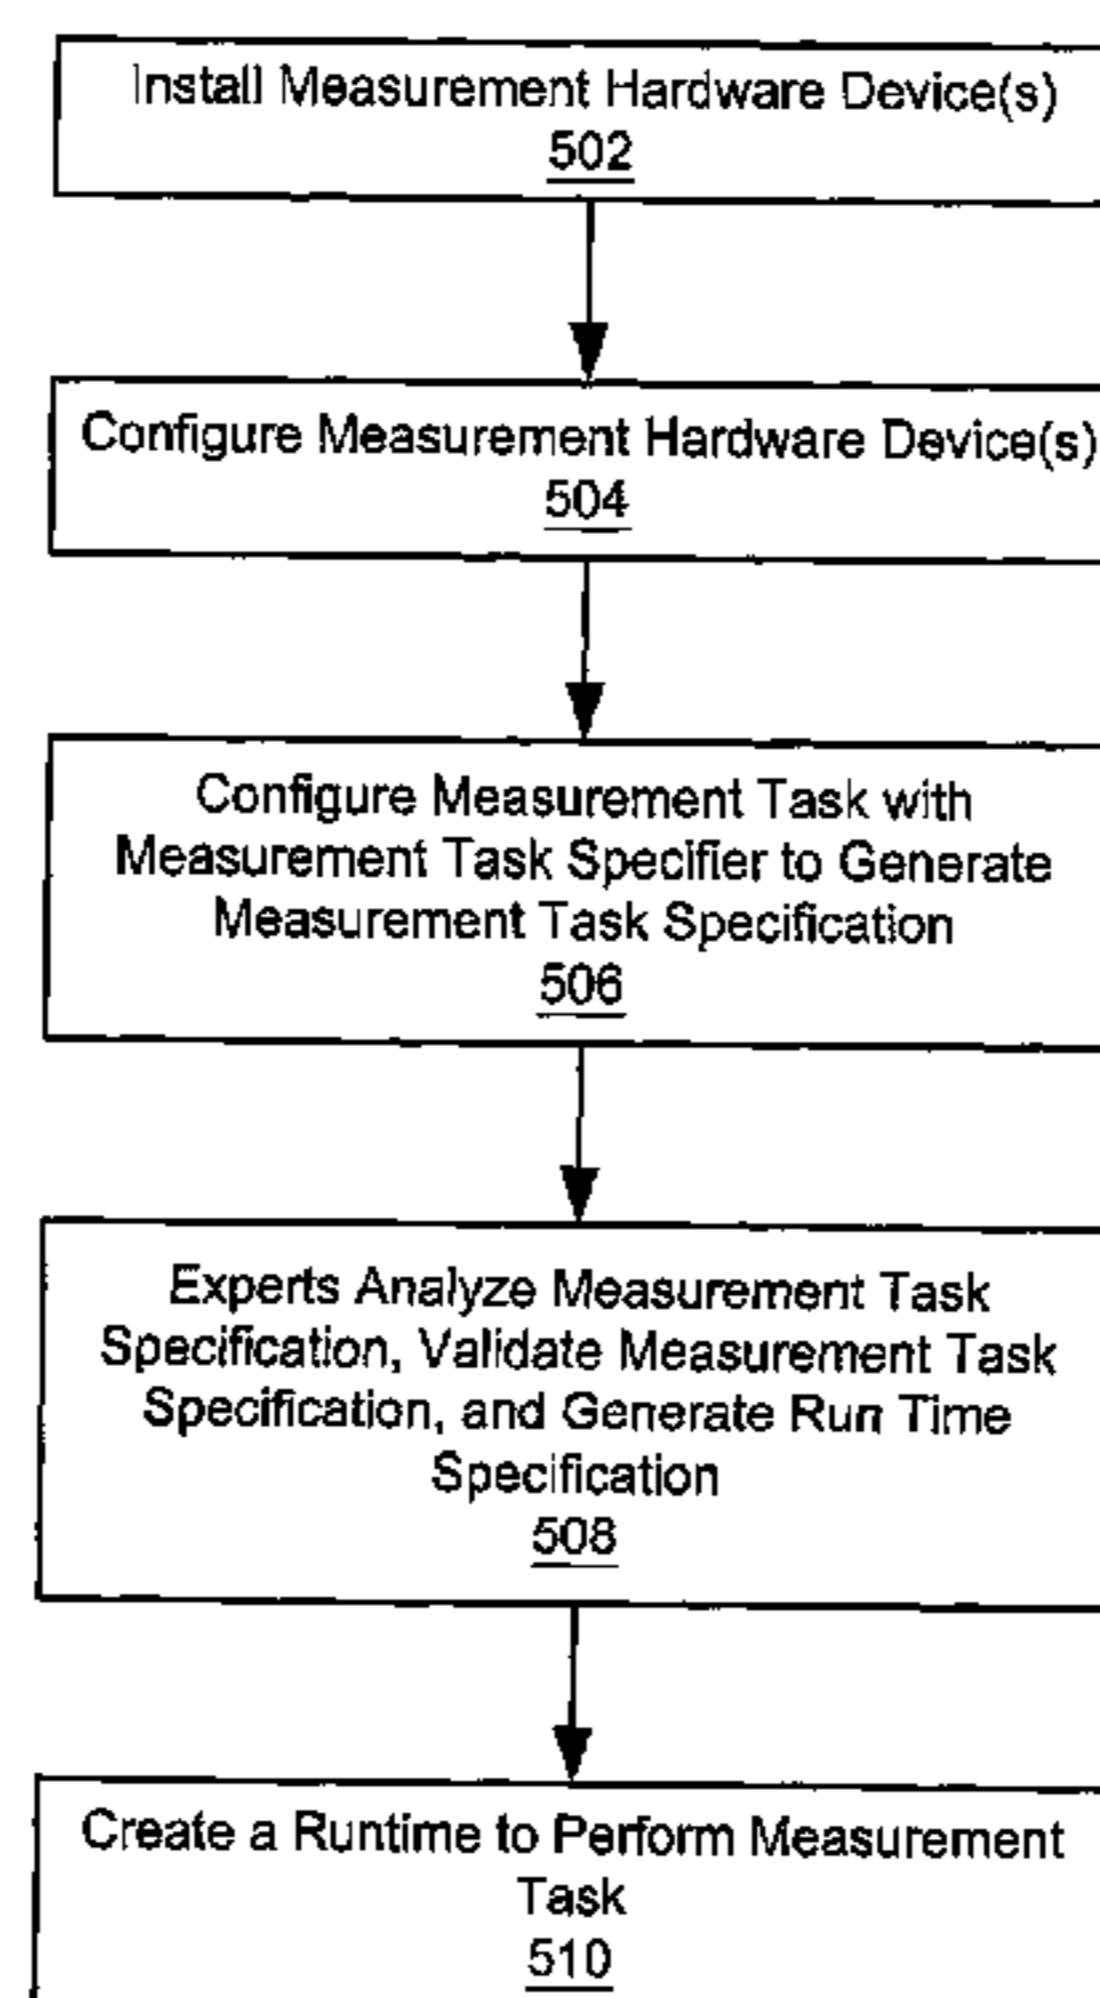 Install Measurement Hardware Device(s)
502
Configure Measurement Hardware Device(s)
504
Configure Measurement Task with
Measurement Task Specifier to Generate
Measurement Task Specification
506
Experts Analyze Measurement Task
Specification, Validate Measurement Task
Specification, and Generate Run Time
Specification
508
Create a Runtime to Perform Measurement
Task
510